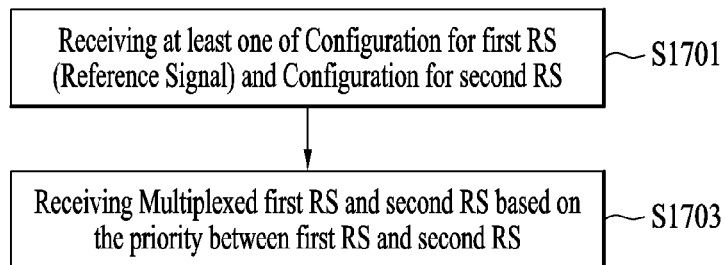 Receiving at least one of Configuration for first RS
(Reference Signal) and Configuration for second RS
S1701
Receiving Multiplexed first RS and second RS based on
the priority between first RS and second RS
S1703